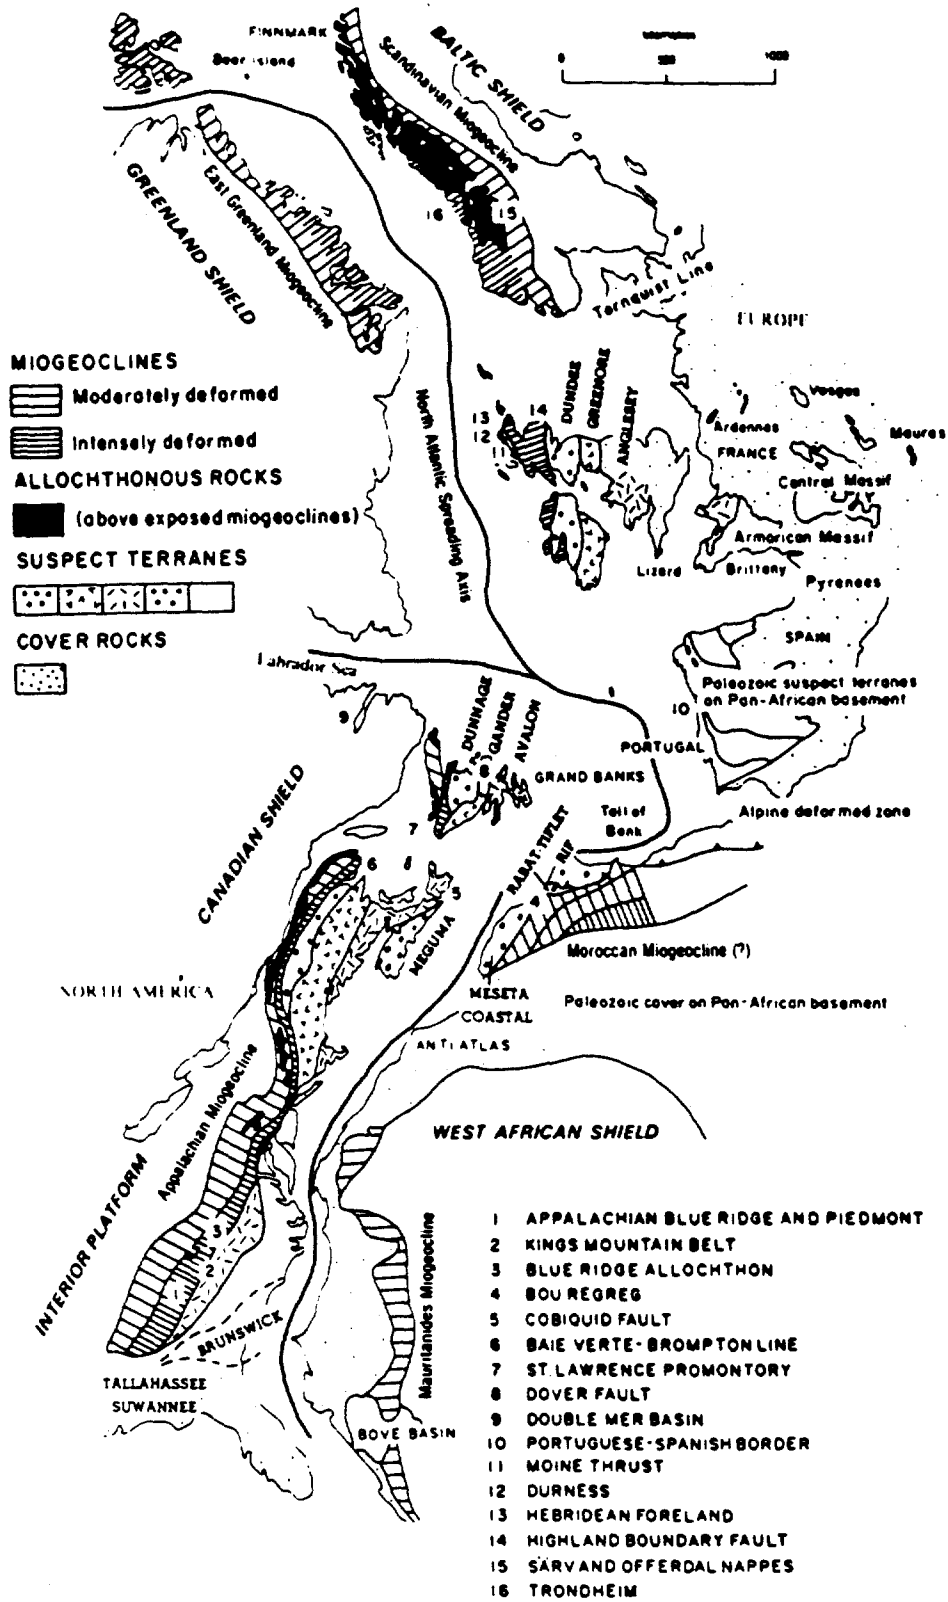 FINNMARK
Bear Island
BALTIC SHIELD
Scandinavian Miogeocline
Kilometers
0 500 1000
GREENLAND SHIELD
East Greenland Miogeocline
16 15
Tornquist Line
EUROPE
MIOGEOCLINES
Moderately deformed
Intensely deformed
ALLOCHTHONOUS ROCKS
(above exposed miogeoclines)
SUSPECT TERRANES
COVER ROCKS
North Atlantic Spreading Axis
13
12
11
14
DUNDEE
GREENORE
ANGLESEY
Vosges
Ardennes
Maures
FRANCE
Central Massif
Armorican Massif
Lizard
Brittany
Pyrenees
SPAIN
Paleozoic suspect terranes
on Pan-African basement
10
PORTUGAL
Alpine deformed zone
Labrador Sea
9
DUNNAGE
GANDER
AVALON
8
GRAND BANKS
Tail of
Bank
7
CANADIAN SHIELD
6
5
MEGUMA
RABAT-TIFLET
RIF
4
Moroccan Miogeocline (?)
MESETA
COASTAL
Paleozoic cover on Pan-African basement
ANTI ATLAS
NORTH AMERICA
Appalachian Miogeocline
WEST AFRICAN SHIELD
INTERIOR PLATFORM
3
2
BRUNSWICK
TALLAHASSEE
SUWANNEE
Mauritanides Miogeocline
BOVE BASIN
1 APPALACHIAN BLUE RIDGE AND PIEDMONT
2 KINGS MOUNTAIN BELT
3 BLUE RIDGE ALLOCHTHON
4 BOU REGREG
5 COBIQUID FAULT
6 BAIE VERTE-BROMPTON LINE
7 ST. LAWRENCE PROMONTORY
8 DOVER FAULT
9 DOUBLE MER BASIN
10 PORTUGUESE-SPANISH BORDER
11 MOINE THRUST
12 DURNESS
13 HEBRIDEAN FORELAND
14 HIGHLAND BOUNDARY FAULT
15 SÄRV AND OFFERDAL NAPPES
16 TRONDHEIM